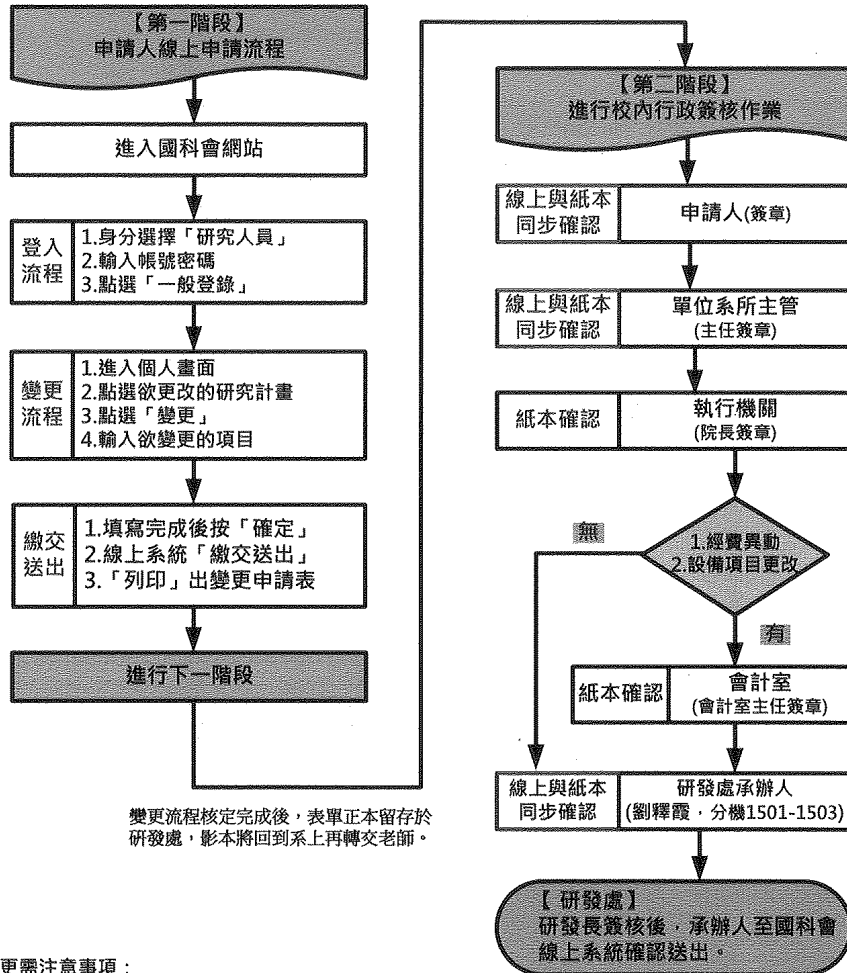 【第一階段】
申請人線上申請流程
進入國科會網站
登入
流程
1.身分選擇「研究人員」
2.輸入帳號密碼
3.點選「一般登錄」
變更
流程
1.進入個人畫面
2.點選欲更改的研究計畫
3.點選「變更」
4.輸入欲變更的項目
繳交
送出
1.填寫完成後按「確定」
2.線上系統「繳交送出」
3.「列印」出變更申請表
進行下一階段
變更流程核定完成後，表單正本留存於
研發處，影本將回到系上再轉交老師。
【第二階段】
進行校內行政簽核作業
線上與紙本
同步確認
申請人(簽章)
線上與紙本
同步確認
單位系所主管
(主任簽章)
紙本確認
執行機關
(院長簽章)
1.經費異動
2.設備項目更改
無
有
紙本確認
會計室
(會計室主任簽章)
線上與紙本
同步確認
研發處承辦人
(劉釋霞，分機1501-1503)
【 研發處】
研發長簽核後，承辦人至國科會
線上系統確認送出。
更需注意事項：